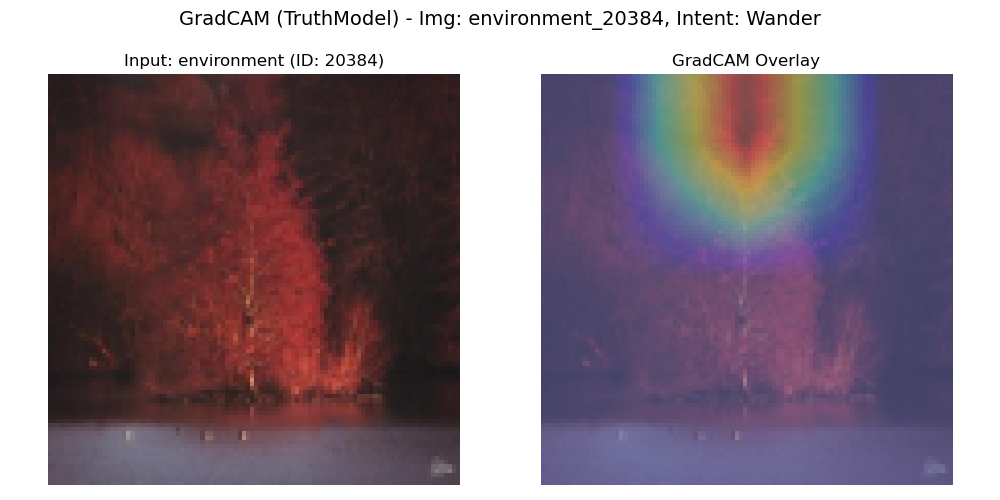 GradCAM (TruthModel) - Img: environment_20384, Intent: Wander
Input: environment (ID: 20384)
GradCAM Overlay